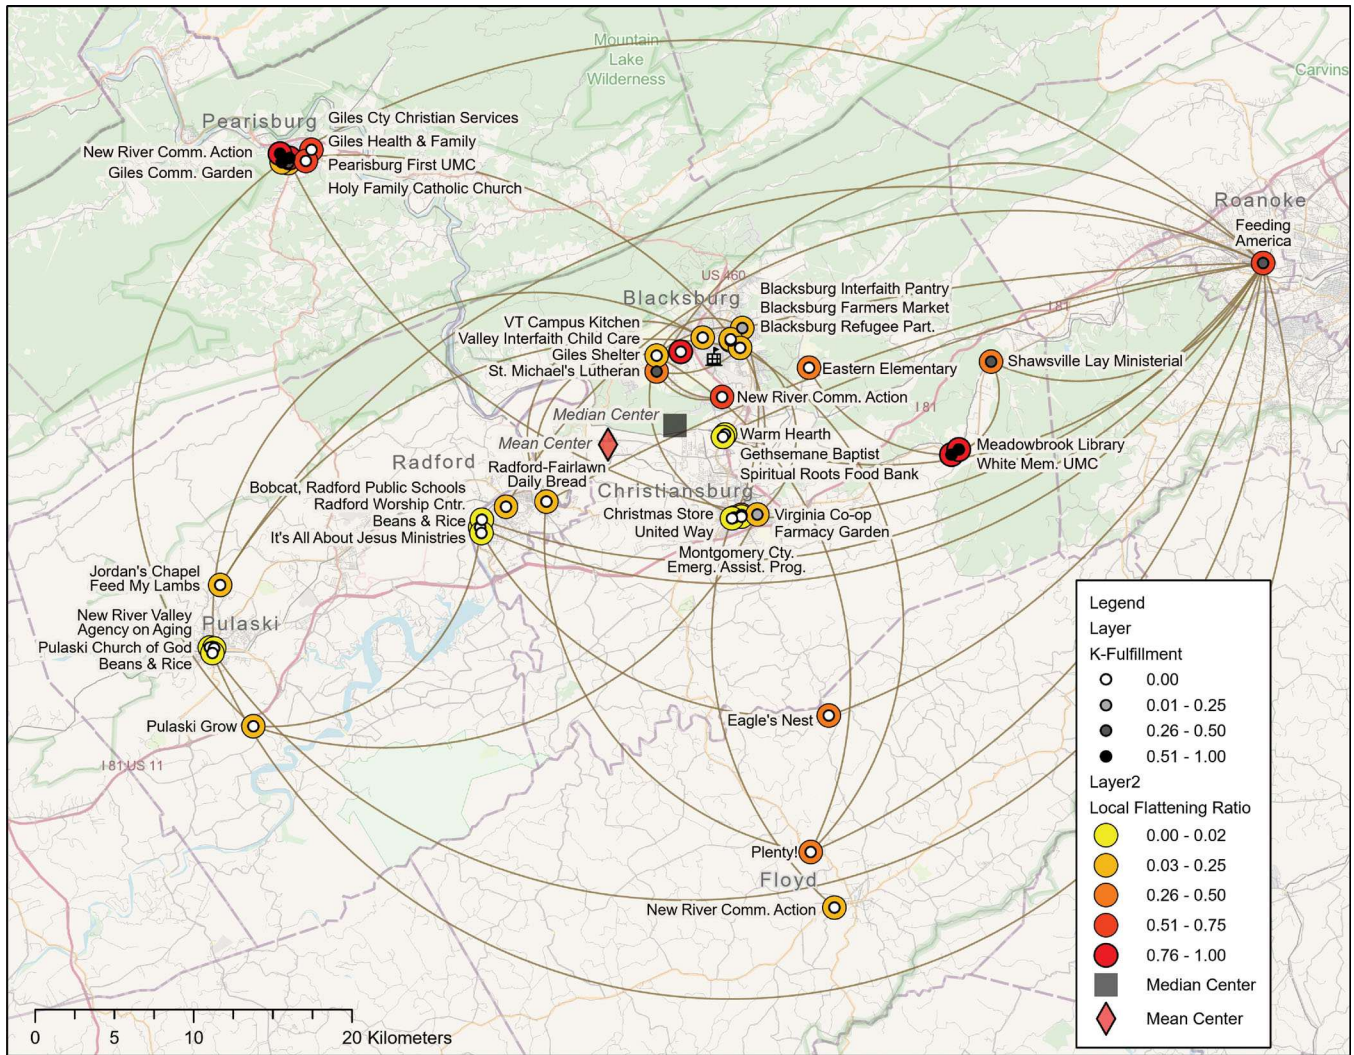 Mountain
Lake
Wilderness
Carvins
Pearisburg
Giles Cty Christian Services
Giles Health & Family
Pearisburg First UMC
Holy Family Catholic Church
New River Comm. Action
Giles Comm. Garden
Roanoke
Feeding
America
US 460
I 81
Blacksburg
Blacksburg Interfaith Pantry
Blacksburg Farmers Market
Blacksburg Refugee Part.
VT Campus Kitchen
Valley Interfaith Child Care
Giles Shelter
St. Michael's Lutheran
Eastern Elementary
Shawsville Lay Ministerial
New River Comm. Action
I 81
Median Center
Mean Center
Warm Hearth
Gethsemane Baptist
Spiritual Roots Food Bank
Meadowbrook Library
White Mem. UMC
Radford
Radford-Fairlawn
Daily Bread
Bobcat, Radford Public Schools
Radford Worship Cntr.
Beans & Rice
It's All About Jesus Ministries
Christiansburg
Christmas Store
United Way
Virginia Co-op
Farmacy Garden
Montgomery Cty.
Emerg. Assist. Prog.
Jordan's Chapel
Feed My Lambs
New River Valley
Agency on Aging
Pulaski
Pulaski Church of God
Beans & Rice
Pulaski Grow
I 81 US 11
Eagle's Nest
Plenty!
Floyd
New River Comm. Action
Legend
Layer
K-Fulfillment
0.00
0.01 - 0.25
0.26 - 0.50
0.51 - 1.00
Layer2
Local Flattening Ratio
0.00 - 0.02
0.03 - 0.25
0.26 - 0.50
0.51 - 0.75
0.76 - 1.00
Median Center
Mean Center
0 5 10 20 Kilometers